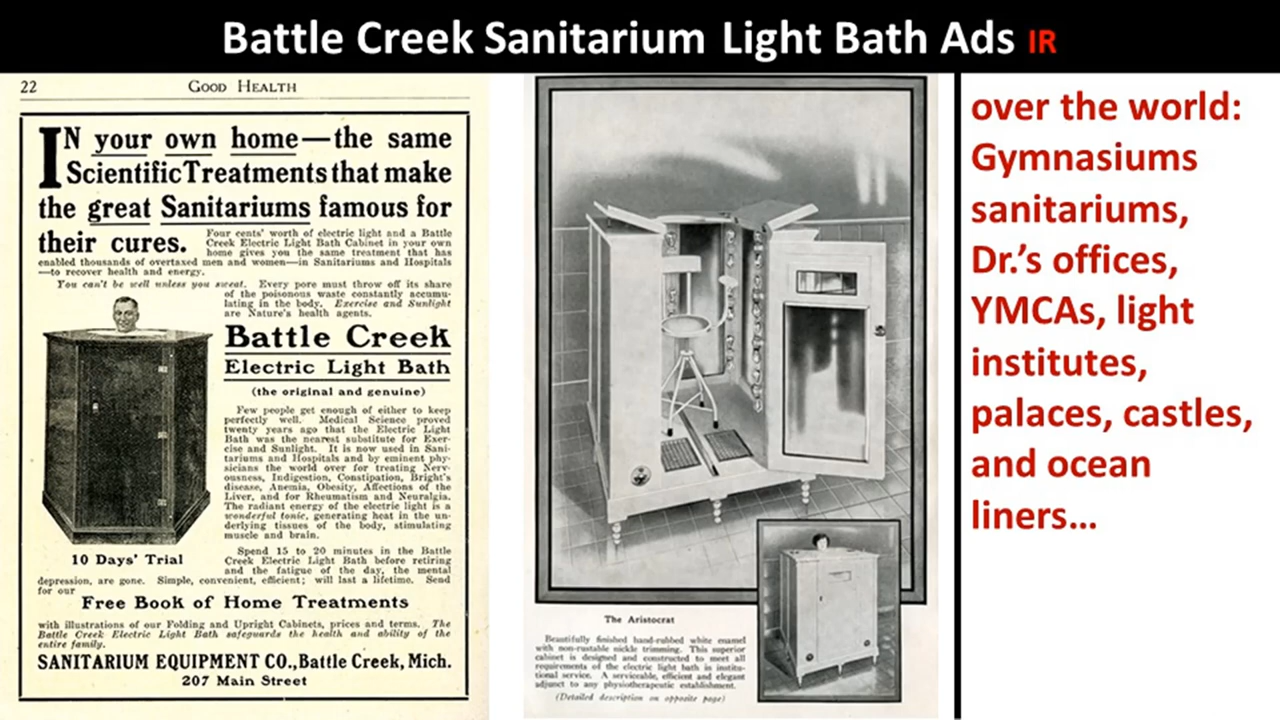 Battle Creek Sanitarium Light Bath Ads IR
22
GOOD HEALTH
IN your own home—the same
Scientific Treatments that make
the great Sanitariums famous for
their cures.
Four cents' worth of electric light and a Battle
Creek Electric Light Bath Cabinet in your own
home gives you the same treatment that has
enabled thousands of overtaxed men and women—in Sanitariums and Hospitals
—to recover health and energy.
You can't be well unless you sweat. Every pore must throw off its share
of the poisonous waste constantly accumu-
lating in the body. Exercise and Sunlight
are Nature's health agents.
Battle Creek
Electric Light Bath
(the original and genuine)
Few people get enough of either to keep
perfectly well. Medical Science proved
twenty years ago that the Electric Light
Bath was the nearest substitute for Exer-
cise and Sunlight. It is now used in Sani-
tariums and Hospitals and by eminent phy-
sicians the world over for treating Nerv-
ousness, Indigestion, Constipation, Bright's
disease, Anemia, Obesity, Affections of the
Liver, and for Rheumatism and Neuralgia.
The radiant energy of the electric light is a
wonderful tonic, generating heat in the un-
derlying tissues of the body, stimulating
muscle and brain.
10 Days' Trial
Spend 15 to 20 minutes in the Battle
Creek Electric Light Bath before retiring
and the fatigue of the day, the mental
depression, are gone. Simple, convenient, efficient; will last a lifetime. Send
for our
Free Book of Home Treatments
with illustrations of our Folding and Upright Cabinets, prices and terms. The
Battle Creek Electric Light Bath safeguards the health and ability of the
entire family.
SANITARIUM EQUIPMENT CO., Battle Creek, Mich.
207 Main Street
The Aristocrat
Beautifully finished hand-rubbed white enamel
with non-rustable nickle trimming. This superior
cabinet is designed and constructed to meet all
requirements of the electric light bath in institu-
tional service. A serviceable, efficient and elegant
adjunct to any physiotherapeutic establishment.
(Detailed description on opposite page)
over the world:
Gymnasiums
sanitariums,
Dr.'s offices,
YMCAs, light
institutes,
palaces, castles,
and ocean
liners...